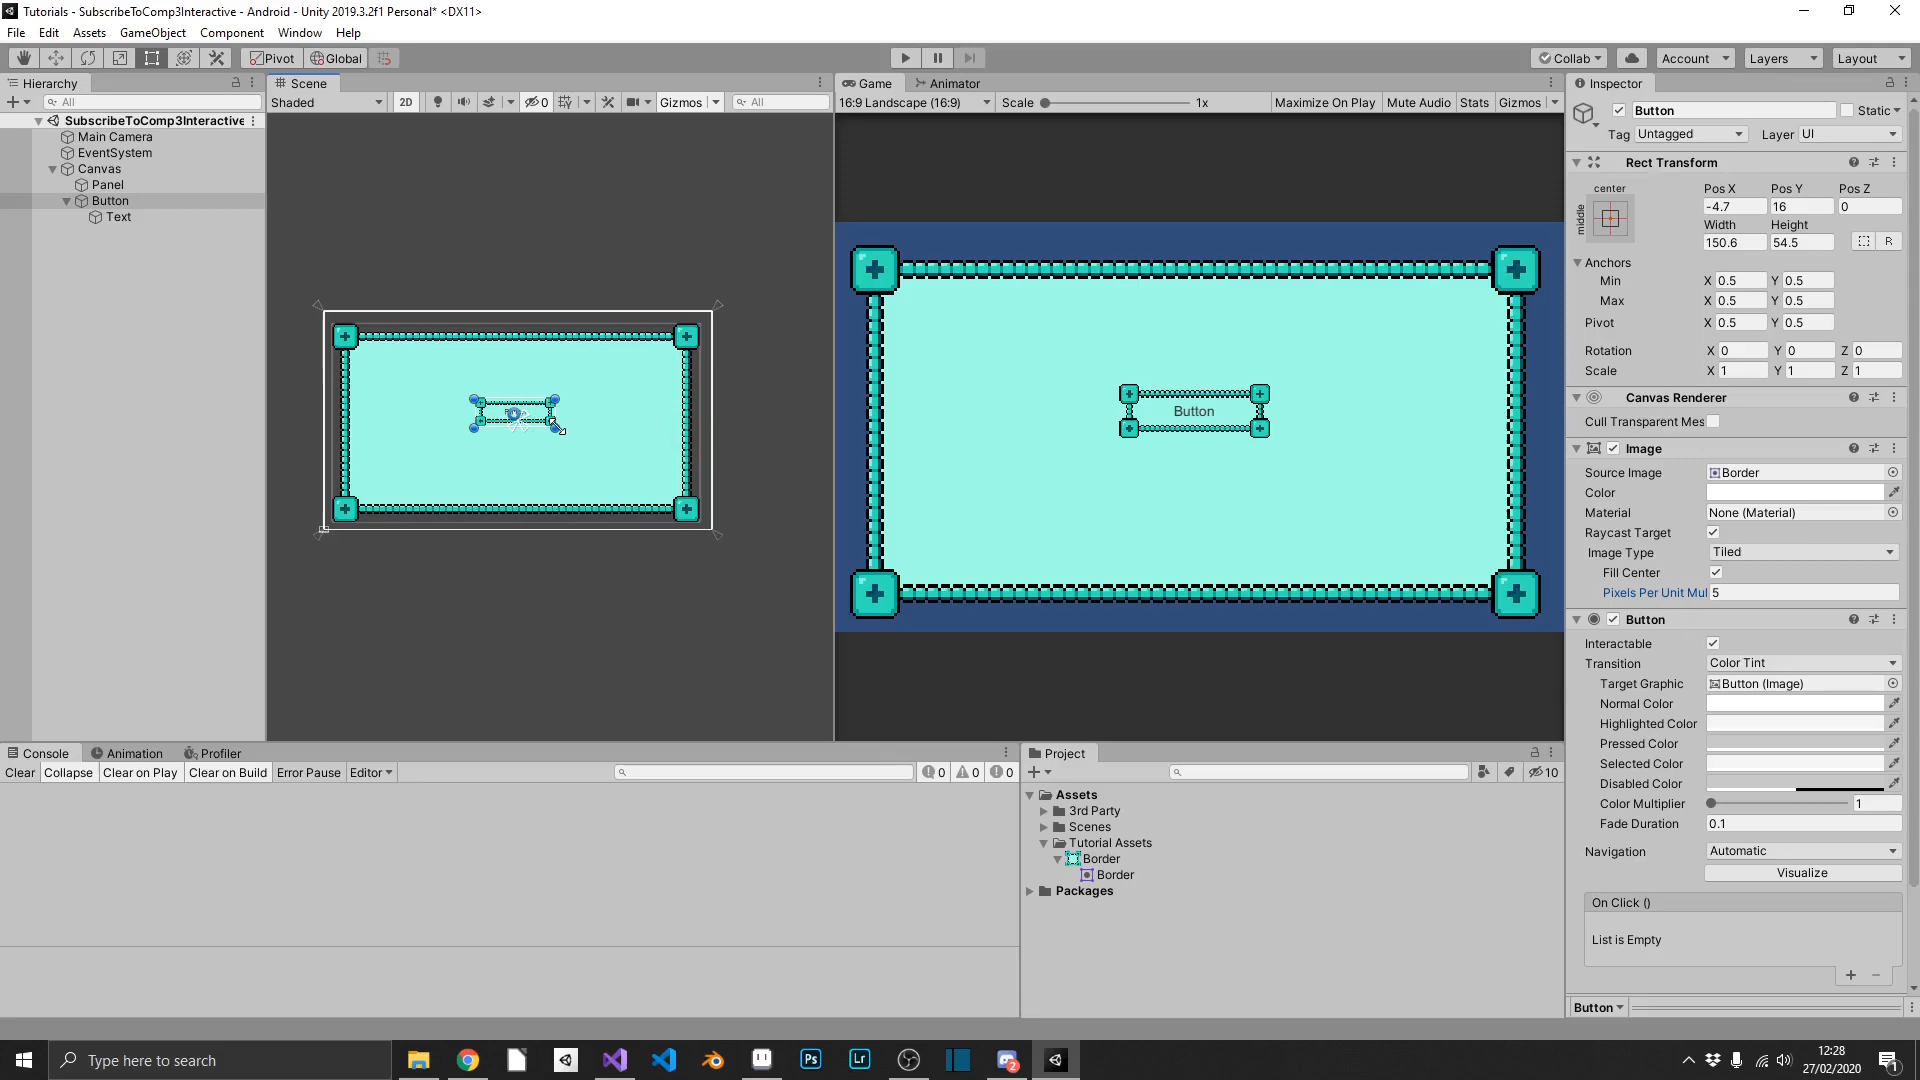 Tutorials - SubscribeToComp3Interactive - Android - Unity 2019.3.2f1 Personal* <DX11>
File Edit Assets GameObject Component Window Help
Pivot Global Collab Account Layers Layout
Hierarchy
All
SubscribeToComp3Interactive
Main Camera
EventSystem
Canvas
Panel
Button
Text
Scene
Shaded 2D 0 Gizmos All
Game Animator
16:9 Landscape (16:9) Scale 1x Maximize On Play Mute Audio Stats Gizmos
Button
Inspector
Button Static
Tag Untagged Layer UI
Rect Transform
center
middle
Pos X Pos Y Pos Z
-4.7 16 0
Width Height
150.6 54.5 R
Anchors
Min X 0.5 Y 0.5
Max X 0.5 Y 0.5
Pivot X 0.5 Y 0.5
Rotation X 0 Y 0 Z 0
Scale X 1 Y 1 Z 1
Canvas Renderer
Cull Transparent Mes
Image
Source Image Border
Color
Material None (Material)
Raycast Target
Image Type Tiled
Fill Center
Pixels Per Unit Mul 5
Button
Interactable
Transition Color Tint
Target Graphic Button (Image)
Normal Color
Highlighted Color
Pressed Color
Selected Color
Disabled Color
Color Multiplier 1
Fade Duration 0.1
Navigation Automatic
Visualize
On Click ()
List is Empty
Button
Console Animation Profiler
Clear Collapse Clear on Play Clear on Build Error Pause Editor 0 0 0
Project
10
Assets
3rd Party
Scenes
Tutorial Assets
Border
Border
Packages
Type here to search
Ps
Lr
2
12:28
27/02/2020
1